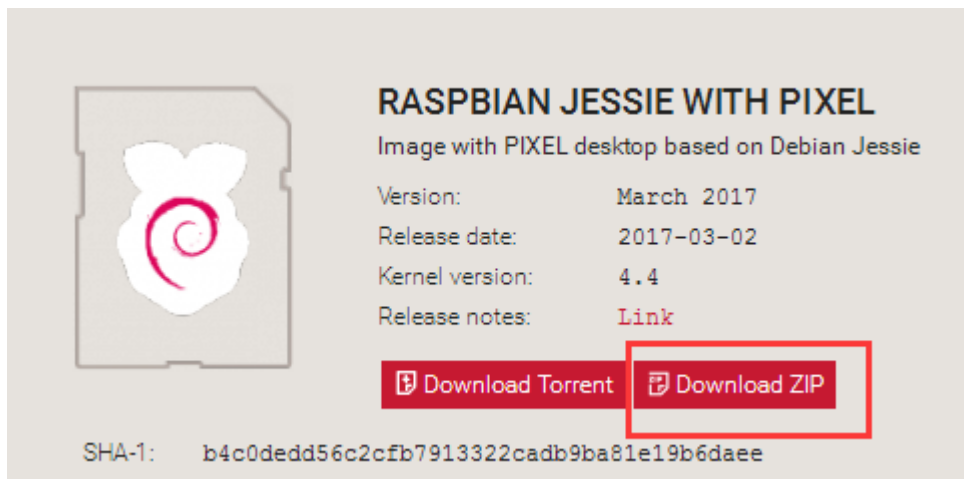 RASPBIAN JESSIE WITH PIXEL
Image with PIXEL desktop based on Debian Jessie
Version: March 2017
Release date: 2017-03-02
Kernel version: 4.4
Release notes: Link
Download Torrent Download ZIP
SHA-1: b4c0dedd56c2cfb7913322cadb9ba81e19b6daee